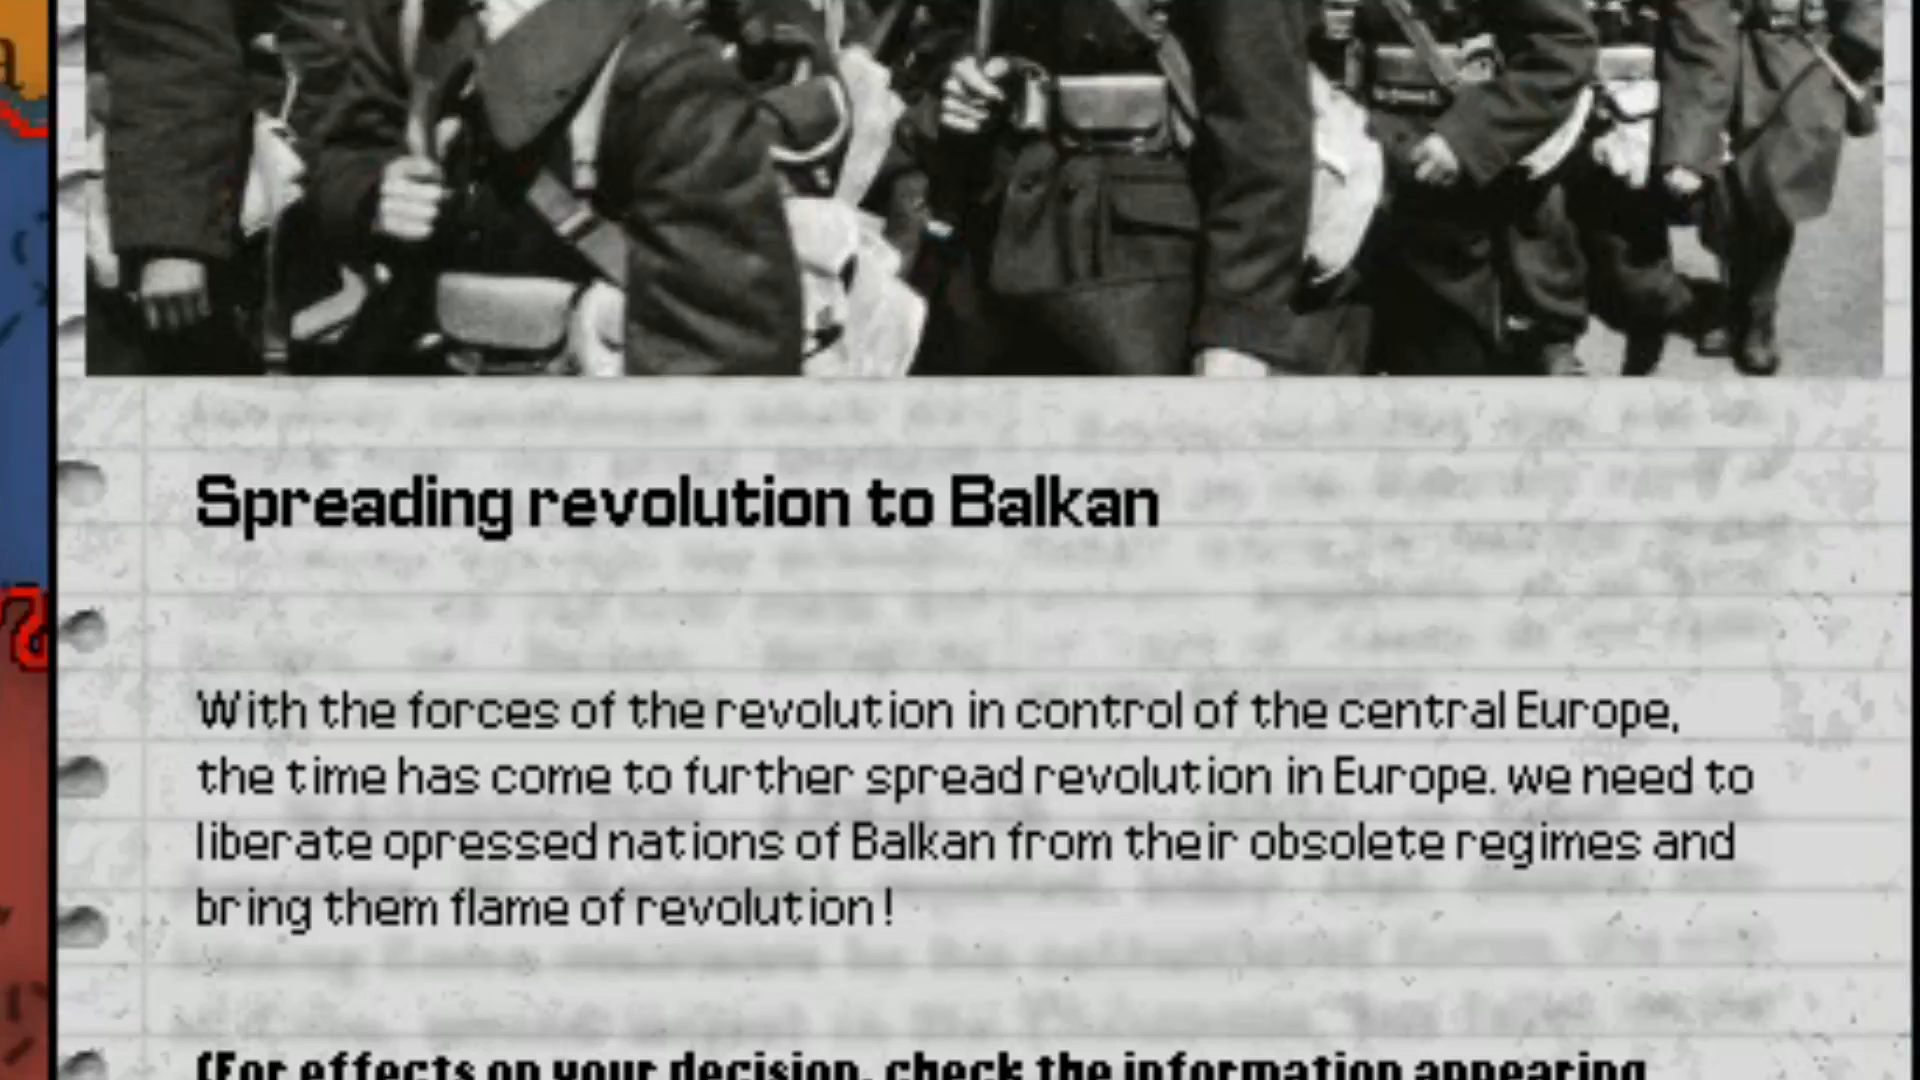 a
Spreading revolution to Balkan
With the forces of the revolution in control of the central Europe,
the time has come to further spread revolution in Europe. we need to
liberate opressed nations of Balkan from their obsolete regimes and
bring them flame of revolution!
(For effects on your decision, check the information appearing